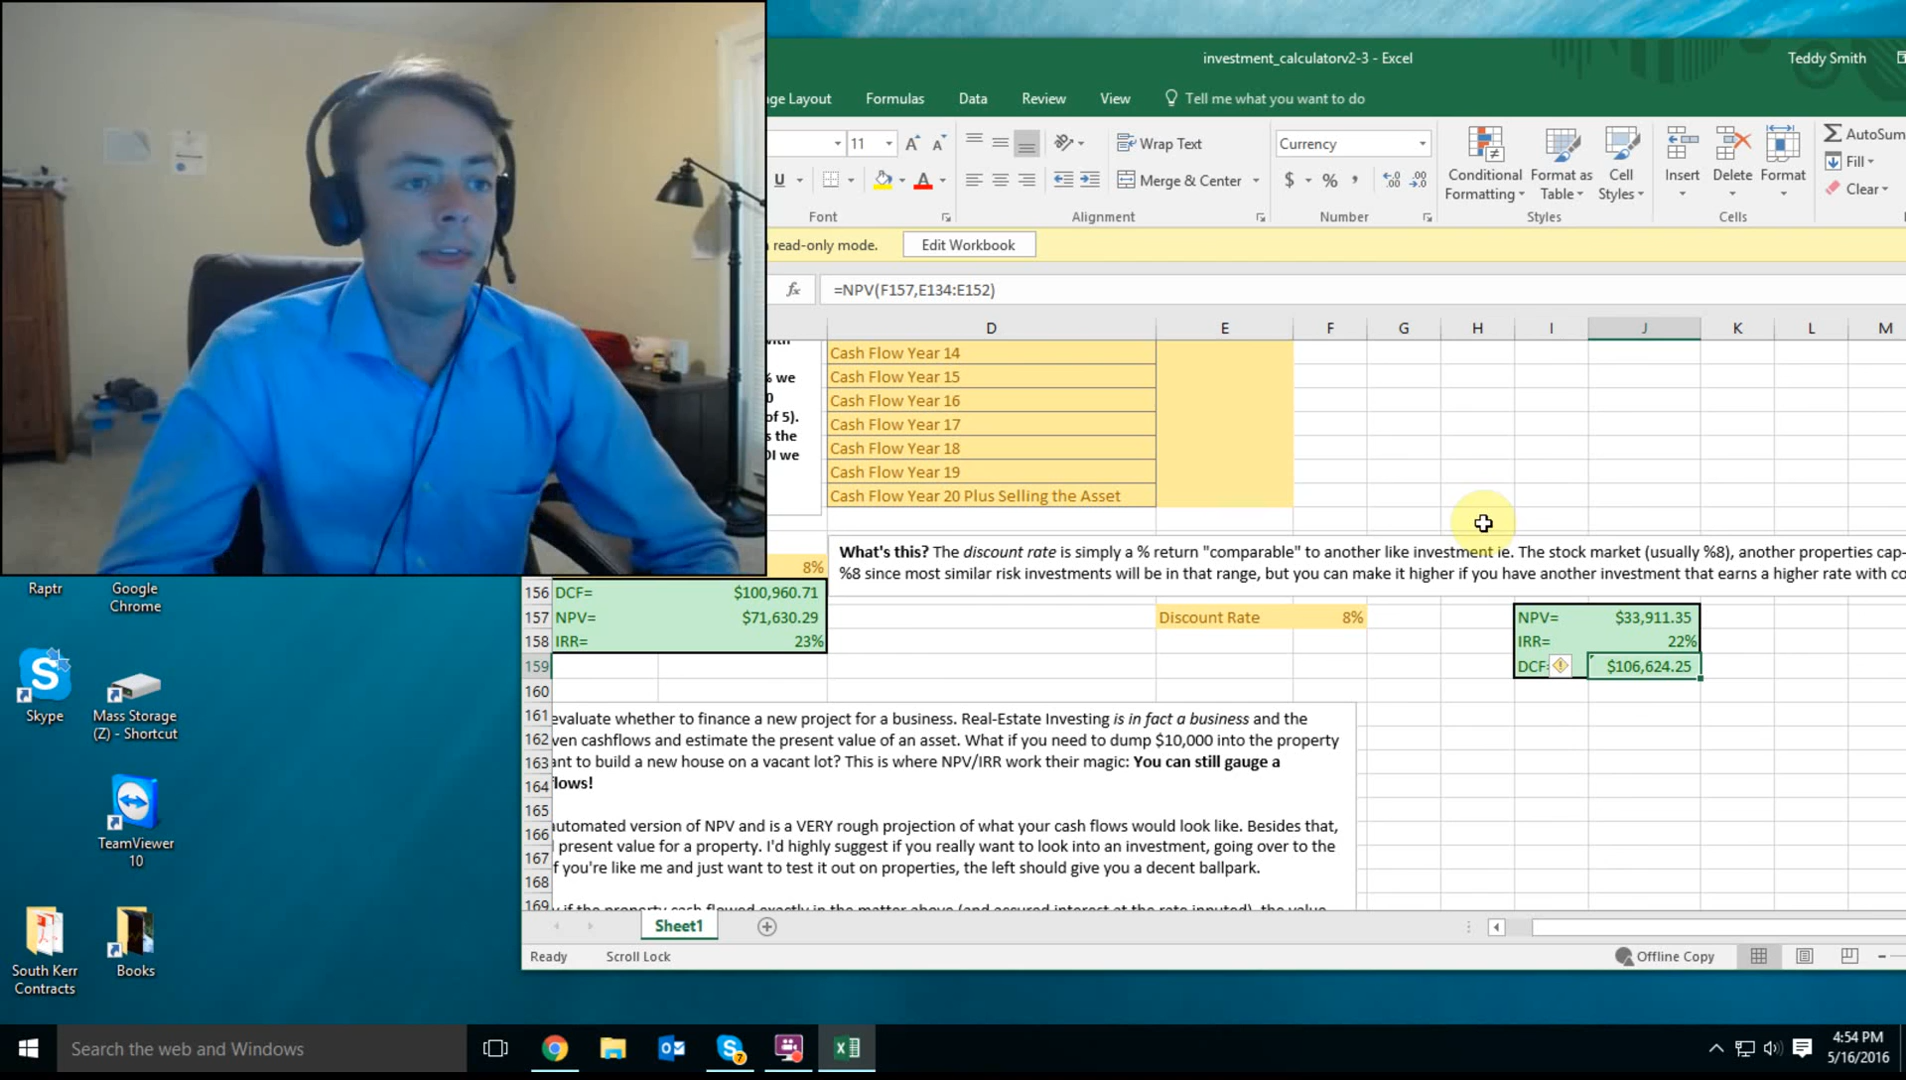 investment_calculatorv2-3 - Excel
Teddy Smith
ge Layout
Formulas
Data
Review
View
Tell me what you want to do
11
Wrap Text
Currency
Conditional
Formatting
Format as
Table
Cell
Styles
Insert
Delete
Format
AutoSum
Fill
Clear
U
Merge & Center
$
%
Font
Alignment
Number
Styles
Cells
read-only mode.
Edit Workbook
fx
=NPV(F157,E134:E152)
D
E
F
G
H
I
J
K
L
M
Cash Flow Year 14
Cash Flow Year 15
Cash Flow Year 16
Cash Flow Year 17
Cash Flow Year 18
Cash Flow Year 19
Cash Flow Year 20 Plus Selling the Asset
% we
of 5).
s the
OI we
What's this? The discount rate is simply a % return "comparable" to another like investment ie. The stock market (usually %8), another properties cap-
%8 since most similar risk investments will be in that range, but you can make it higher if you have another investment that earns a higher rate with co
8%
156 DCF= $100,960.71
157 NPV= $71,630.29 Discount Rate 8% NPV= $33,911.35
158 IRR= 23% IRR= 22%
159 DCF= $106,624.25
160
161 evaluate whether to finance a new project for a business. Real-Estate Investing is in fact a business and the
162 ven cashflows and estimate the present value of an asset. What if you need to dump $10,000 into the property
163 ant to build a new house on a vacant lot? This is where NPV/IRR work their magic: You can still gauge a
164 flows!
165
166 automated version of NPV and is a VERY rough projection of what your cash flows would look like. Besides that,
167 present value for a property. I'd highly suggest if you really want to look into an investment, going over to the
168 f you're like me and just want to test it out on properties, the left should give you a decent ballpark.
169
Sheet1
Ready
Scroll Lock
Offline Copy
Raptr
Google
Chrome
Skype
Mass Storage
(Z) - Shortcut
TeamViewer
10
South Kerr
Contracts
Books
Search the web and Windows
7
4:54 PM
5/16/2016